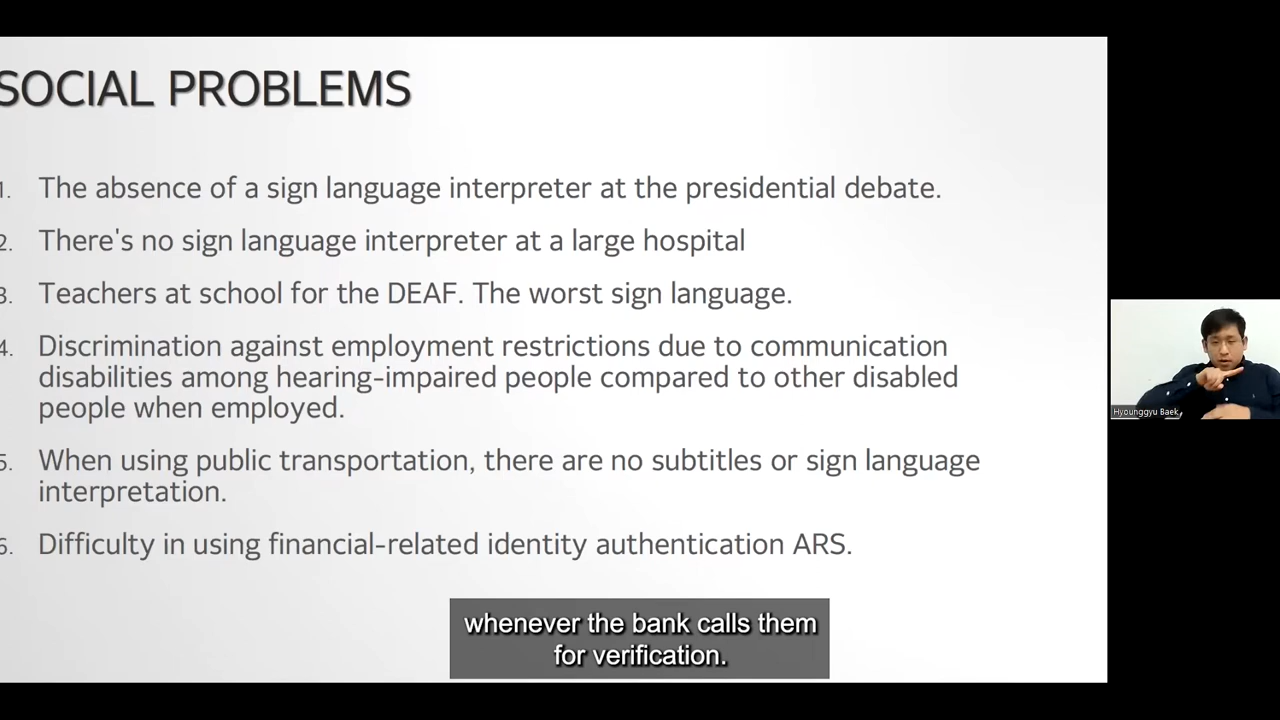 SOCIAL PROBLEMS
1. The absence of a sign language interpreter at the presidential debate.
2. There's no sign language interpreter at a large hospital
3. Teachers at school for the DEAF. The worst sign language.
4. Discrimination against employment restrictions due to communication
disabilities among hearing-impaired people compared to other disabled
people when employed.
5. When using public transportation, there are no subtitles or sign language
interpretation.
6. Difficulty in using financial-related identity authentication ARS.
Hyounggyu Baek
whenever the bank calls them
for verification.